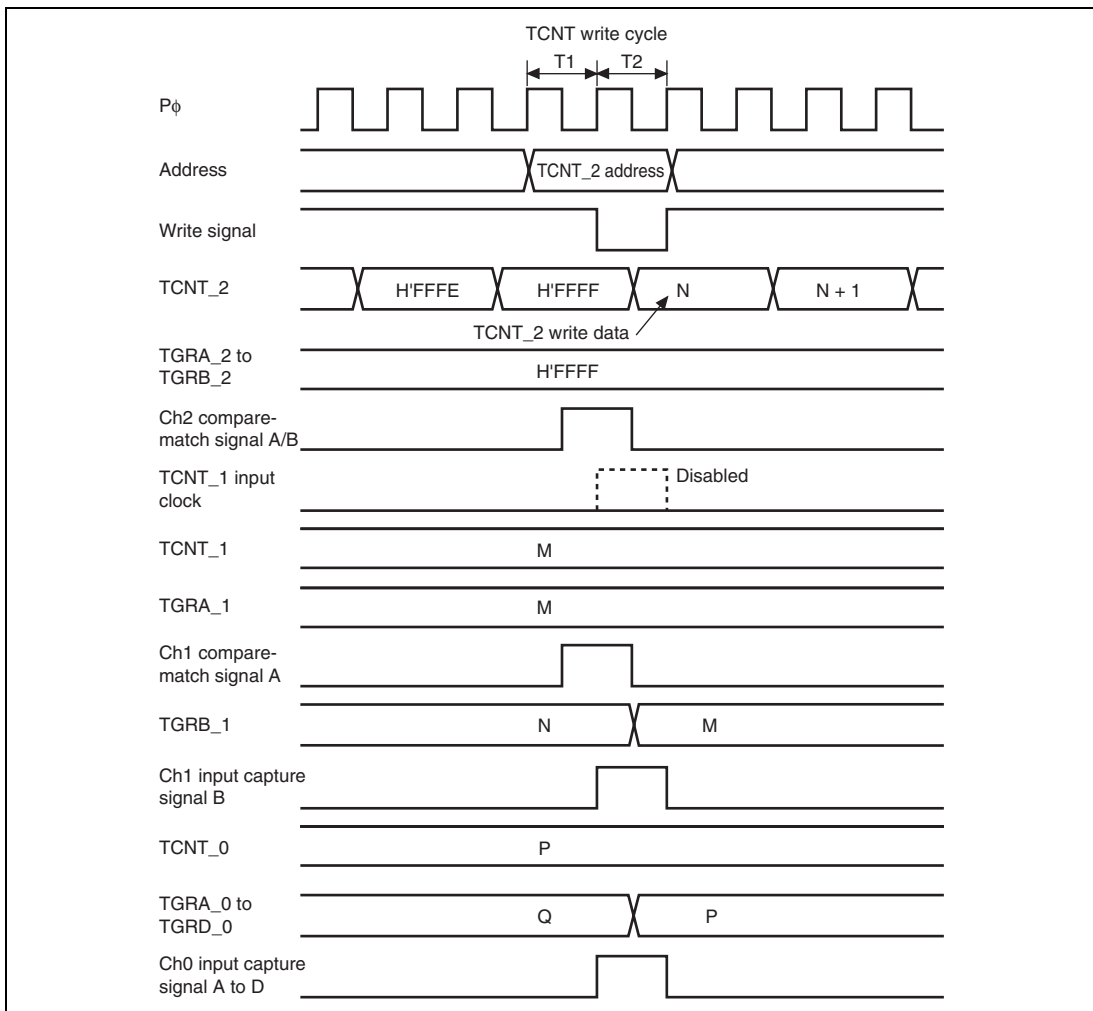 TCNT write cycle
T1 T2
Pϕ
Address TCNT_2 address
Write signal
TCNT_2 H'FFFE H'FFFF N N + 1
TCNT_2 write data
TGRA_2 to
TGRB_2 H'FFFF
Ch2 compare-
match signal A/B
TCNT_1 input
clock Disabled
TCNT_1 M
TGRA_1 M
Ch1 compare-
match signal A
TGRB_1 N M
Ch1 input capture
signal B
TCNT_0 P
TGRA_0 to
TGRD_0 Q P
Ch0 input capture
signal A to D